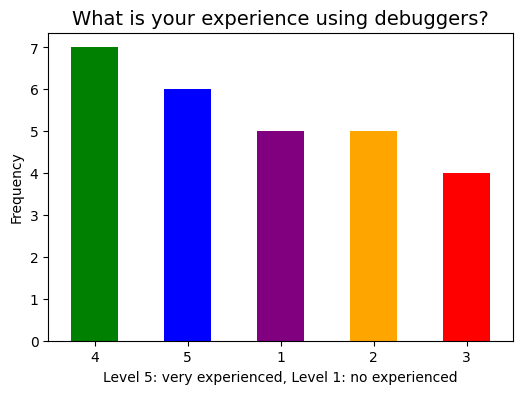 What is your experience using debuggers?
7
6
5
4
3
2
1
0
Frequency
4 5 1 2 3
Level 5: very experienced, Level 1: no experienced